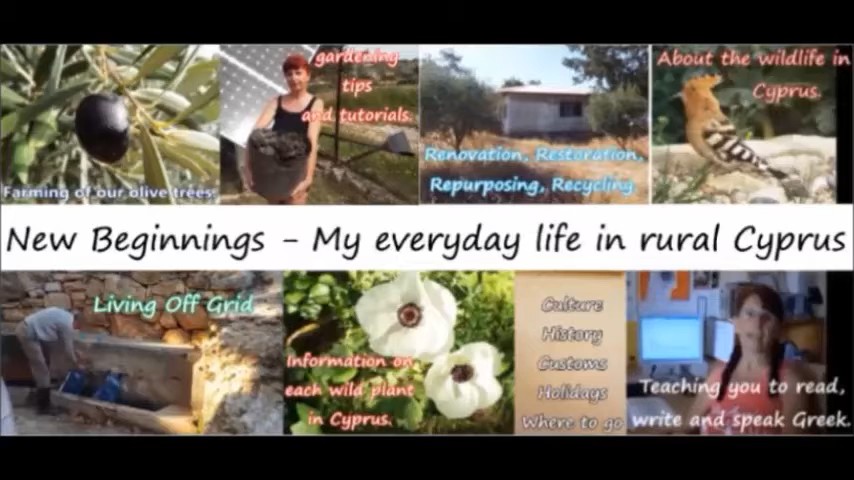 Farming of our olive trees
gardening
tips
and tutorials.
Renovation, Restoration,
Repurposing, Recycling
About the wildlife in
Cyprus.
New Beginnings - My everyday life in rural Cyprus
Living Off Grid
Information on
each wild plant
in Cyprus.
Culture
History
Customs
Holidays
Where to go
Teaching you to read,
write and speak Greek.